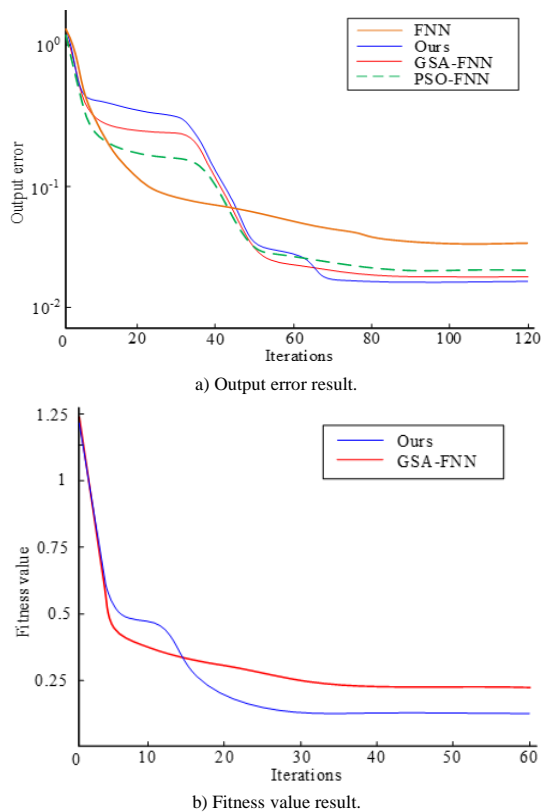 10^0
10^-1
10^-2
Output error
FNN
Ours
GSA-FNN
PSO-FNN
0 20 40 60 80 100 120
Iterations
a) Output error result.
1.25
1
0.75
0.5
0.25
0
Fitness value
Ours
GSA-FNN
10 20 30 40 50 60
Iterations
b) Fitness value result.